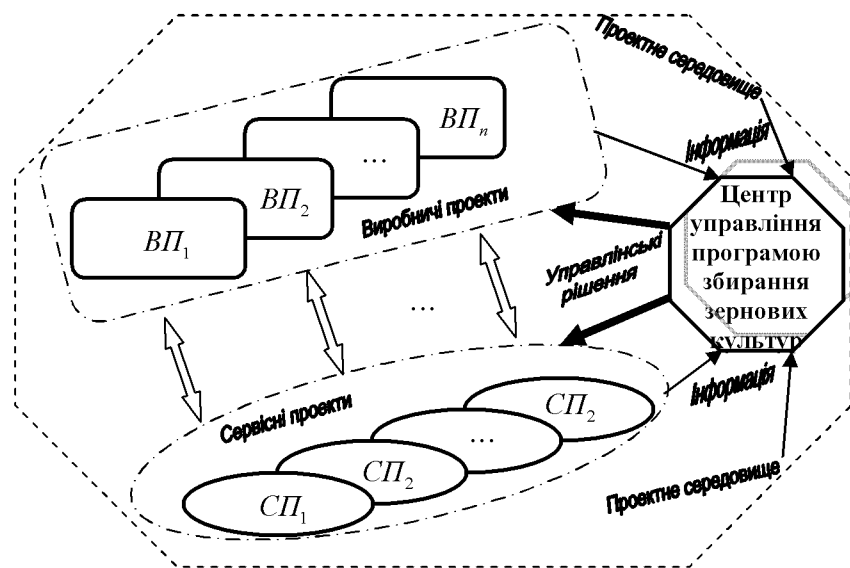 Проектне середовище
Інформація
ВПn
...
ВП2
ВП1
Виробничі проекти
Центр
управління
програмою
збирання
зернових
культур
Управлінські
рішення
...
Інформація
Сервісні проекти
СП2
...
СП2
СП1
Проектне середовище